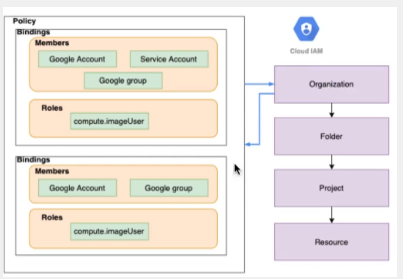 Policy
Bindings
Members
Google Account
Service Account
Google group
Roles
compute.imageUser
Bindings
Members
Google Account
Google group
Roles
compute.imageUser
Cloud IAM
Organization
Folder
Project
Resource